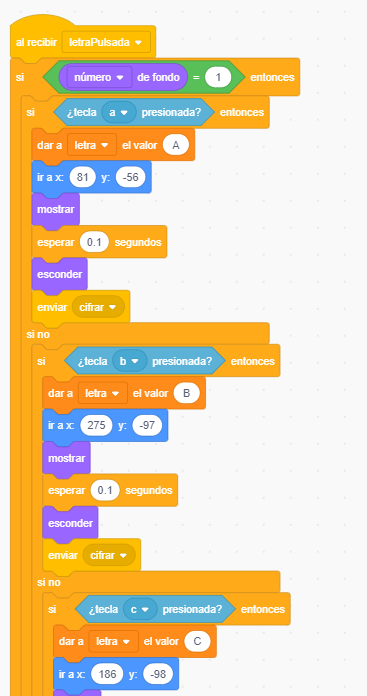 al recibir letraPulsada
si número de fondo = 1 entonces
si ¿tecla a presionada? entonces
dar a letra el valor A
ir a x: 81 y: -56
mostrar
esperar 0.1 segundos
esconder
enviar cifrar
si no
si ¿tecla b presionada? entonces
dar a letra el valor B
ir a x: 275 y: -97
mostrar
esperar 0.1 segundos
esconder
enviar cifrar
si no
si ¿tecla c presionada? entonces
dar a letra el valor C
ir a x: 186 y: -98